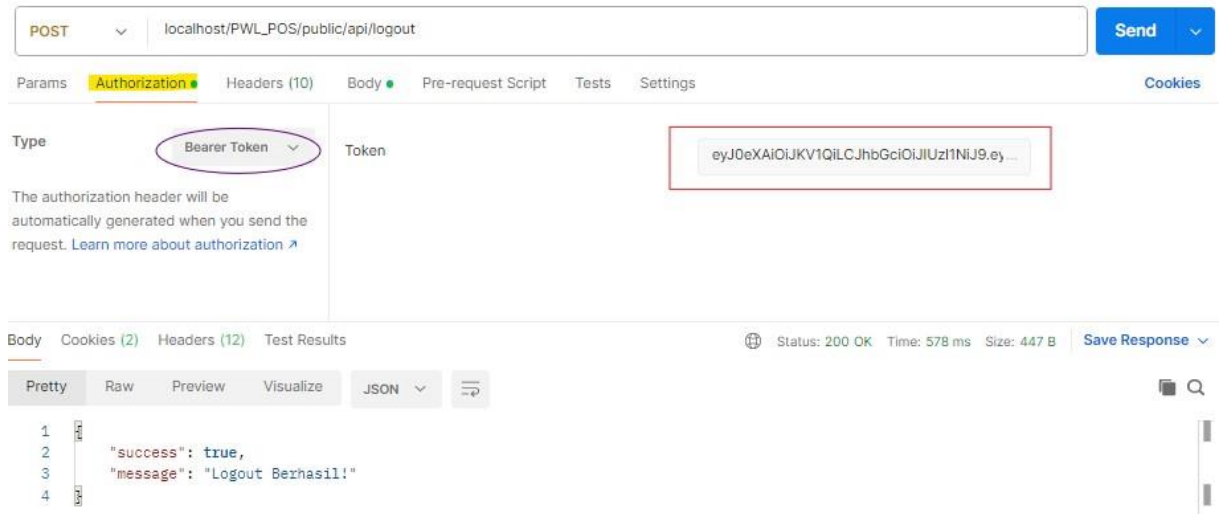 POST localhost/PWL_POS/public/api/logout Send
Params Authorization Headers (10) Body Pre-request Script Tests Settings Cookies
Type Bearer Token Token eyJ0eXAiOiJKV1QiLCJhbGciOiJIUzI1NiJ9.ey...
The authorization header will be
automatically generated when you send the
request. Learn more about authorization ↗
Body Cookies (2) Headers (12) Test Results Status: 200 OK Time: 578 ms Size: 447 B Save Response
Pretty Raw Preview Visualize JSON
1 {
2 "success": true,
3 "message": "Logout Berhasil!"
4 }